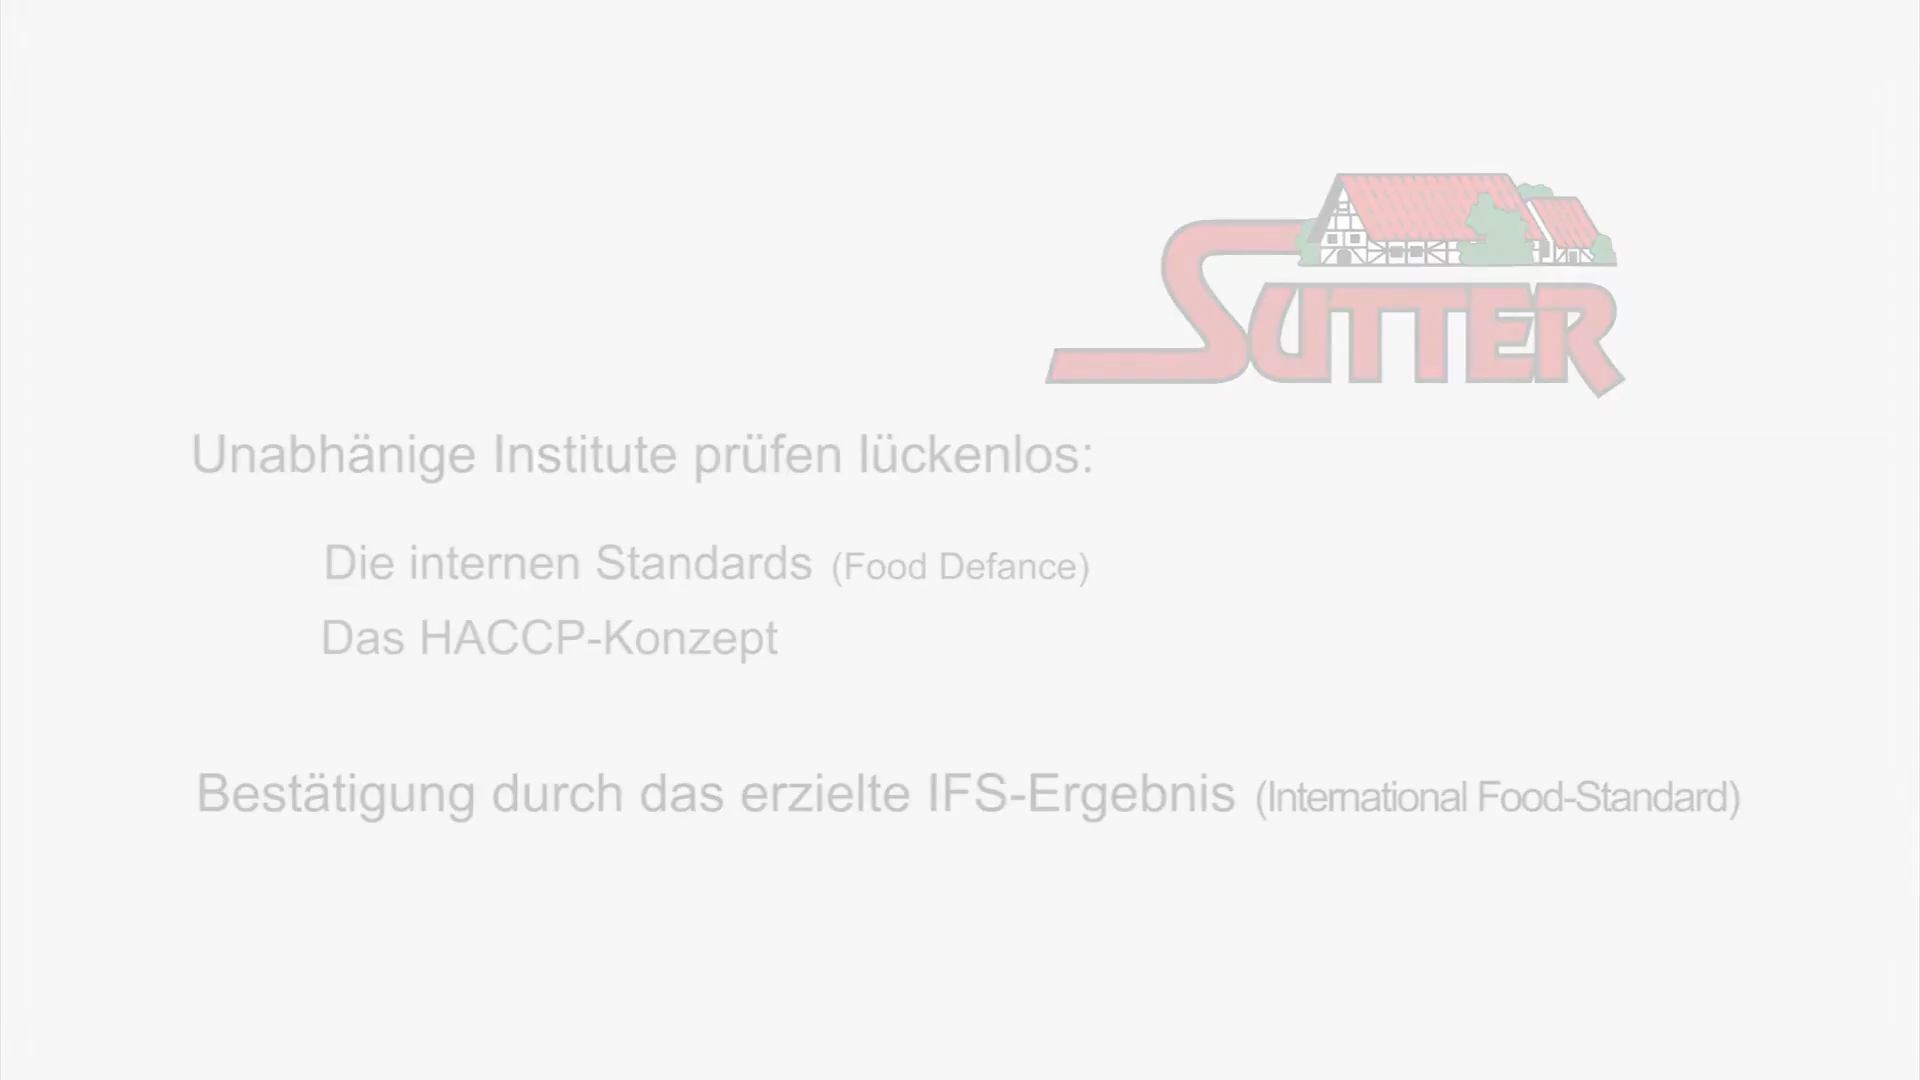 SUTTER
Unabhänige Institute prüfen lückenlos:
Die internen Standards (Food Defance)
Das HACCP-Konzept
Bestätigung durch das erzielte IFS-Ergebnis (International Food-Standard)